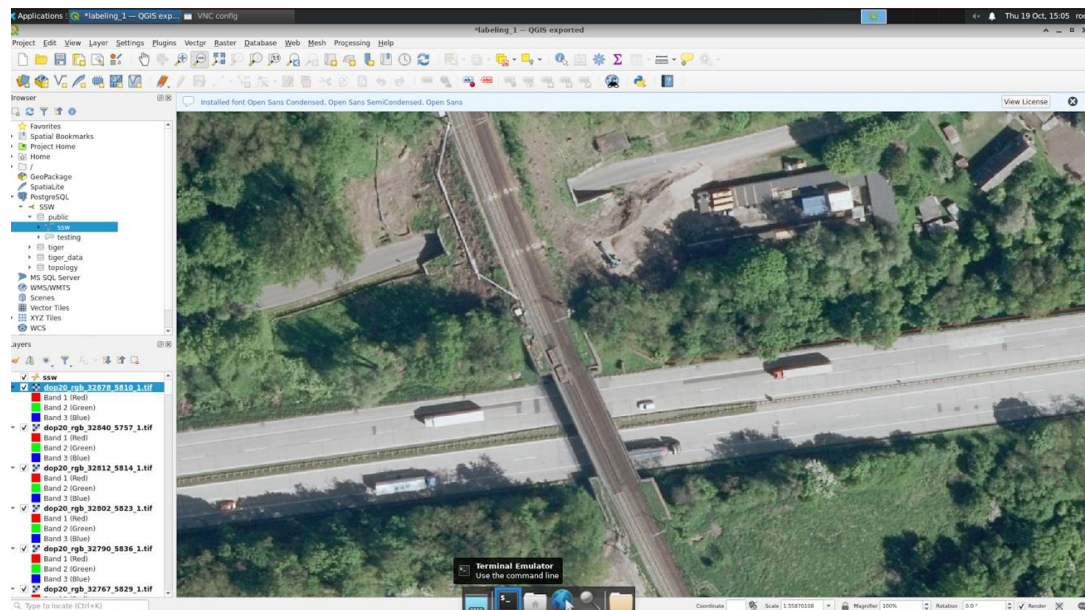 Applications
*labeling_1 — QGIS exp...
VNC config
Thu 19 Oct, 15:05
*labeling_1 — QGIS exported
Project Edit View Layer Settings Plugins Vector Raster Database Web Mesh Processing Help
Browser
Installed font Open Sans Condensed, Open Sans SemiCondensed, Open Sans
View License
Favorites
Spatial Bookmarks
Project Home
Home
/
GeoPackage
SpatiaLite
PostgreSQL
SSW
public
ssw
testing
tiger
tiger_data
topology
MS SQL Server
WMS/WMTS
Scenes
Vector Tiles
XYZ Tiles
WCS
Layers
ssw
dop20_rgb_32878_5810_1.tif
Band 1 (Red)
Band 2 (Green)
Band 3 (Blue)
dop20_rgb_32840_5757_1.tif
Band 1 (Red)
Band 2 (Green)
Band 3 (Blue)
dop20_rgb_32812_5814_1.tif
Band 1 (Red)
Band 2 (Green)
Band 3 (Blue)
dop20_rgb_32802_5823_1.tif
Band 1 (Red)
Band 2 (Green)
Band 3 (Blue)
dop20_rgb_32790_5836_1.tif
Band 1 (Red)
Band 2 (Green)
Band 3 (Blue)
dop20_rgb_32767_5829_1.tif
Terminal Emulator
Use the command line
Type to locate (Ctrl+K)
Coordinate
Scale 1:55870108
Magnifier 100%
Rotation 0.0 °
Render